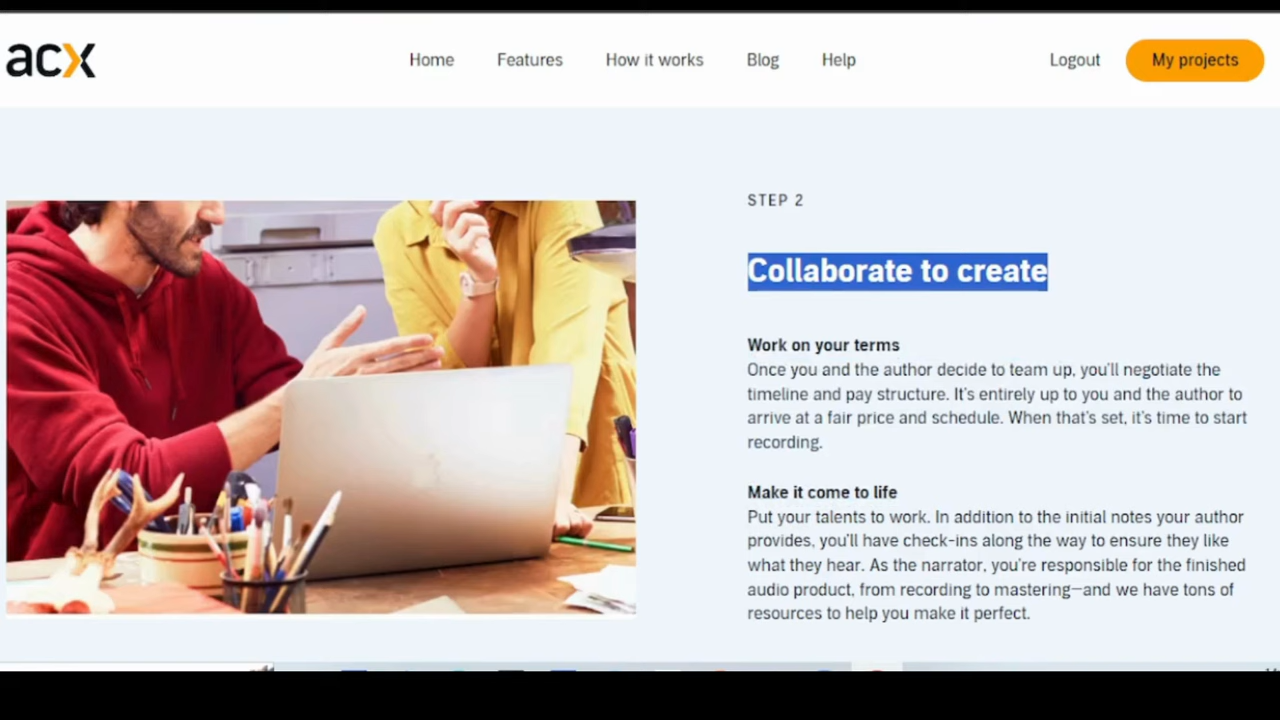 acx
Home Features How it works Blog Help Logout My projects
STEP 2
Collaborate to create
Work on your terms
Once you and the author decide to team up, you'll negotiate the
timeline and pay structure. It's entirely up to you and the author to
arrive at a fair price and schedule. When that's set, it's time to start
recording.
Make it come to life
Put your talents to work. In addition to the initial notes your author
provides, you'll have check-ins along the way to ensure they like
what they hear. As the narrator, you're responsible for the finished
audio product, from recording to mastering—and we have tons of
resources to help you make it perfect.